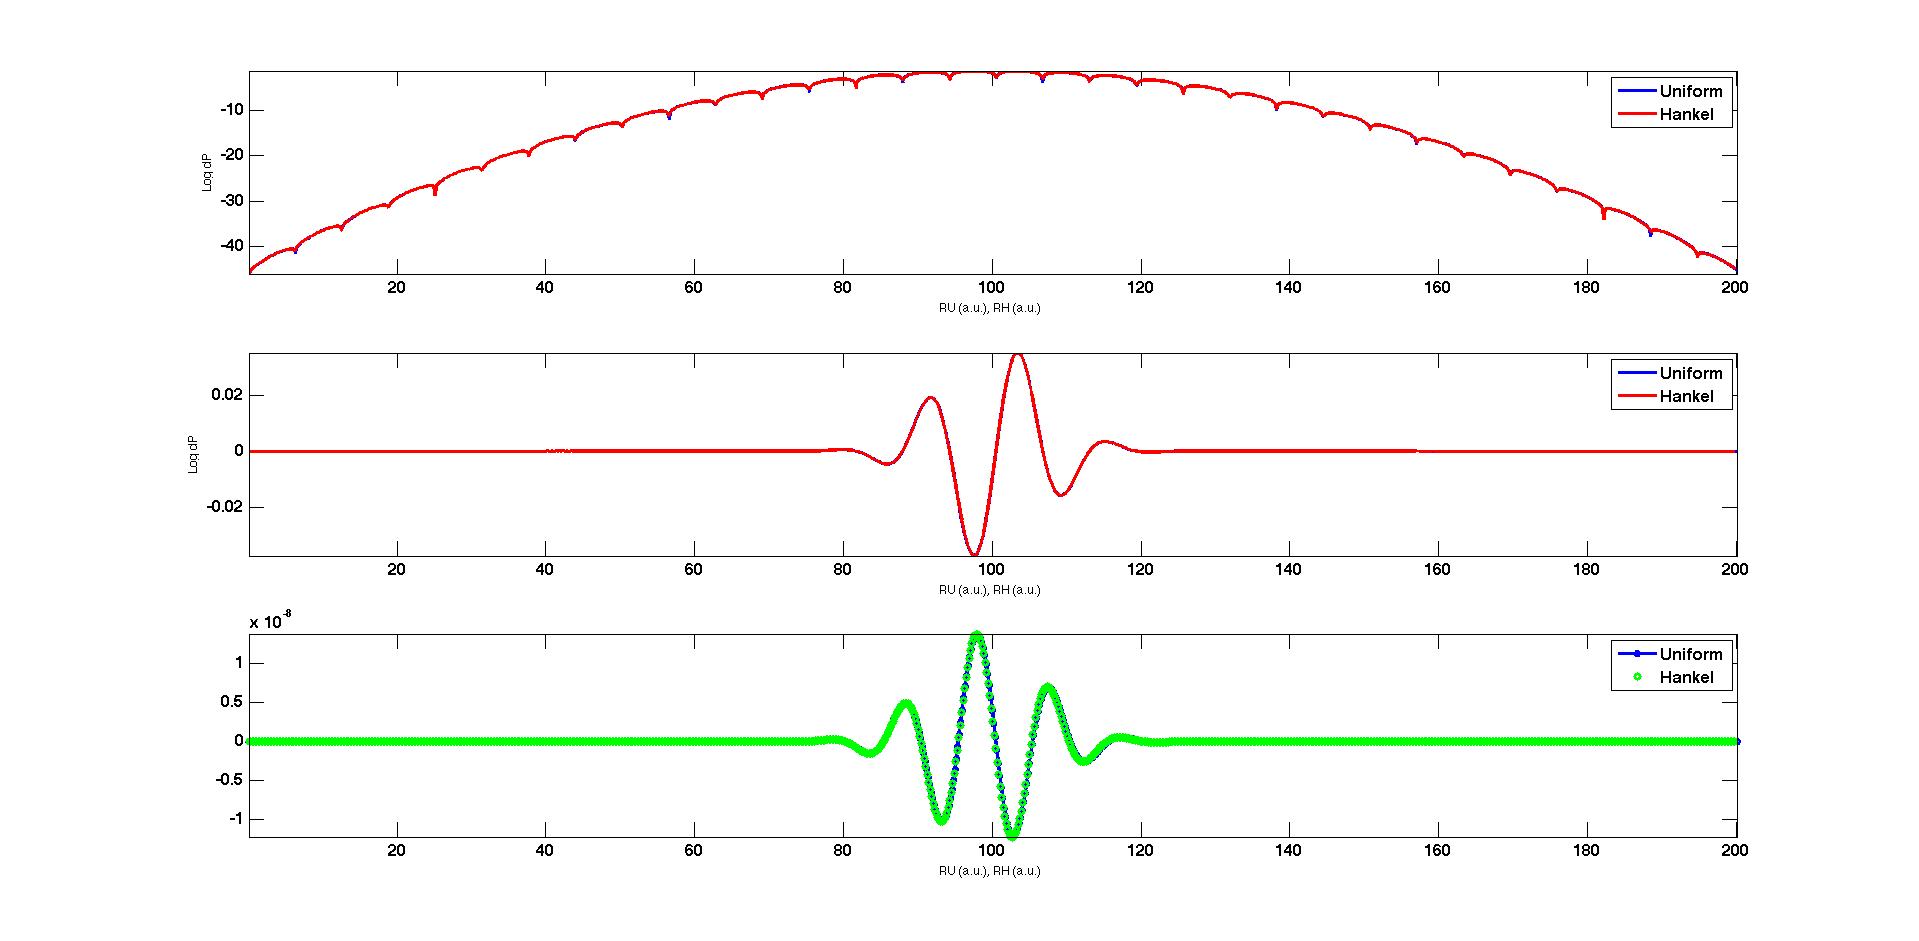 -10
-20
-30
-40
Log dP
20 40 60 80 100 120 140 160 180 200
RU (a.u.), RH (a.u.)
Uniform
Hankel
0.02
0
-0.02
Log dP
20 40 60 80 100 120 140 160 180 200
RU (a.u.), RH (a.u.)
Uniform
Hankel
x 10^-8
1
0.5
0
-0.5
-1
20 40 60 80 100 120 140 160 180 200
RU (a.u.), RH (a.u.)
Uniform
Hankel